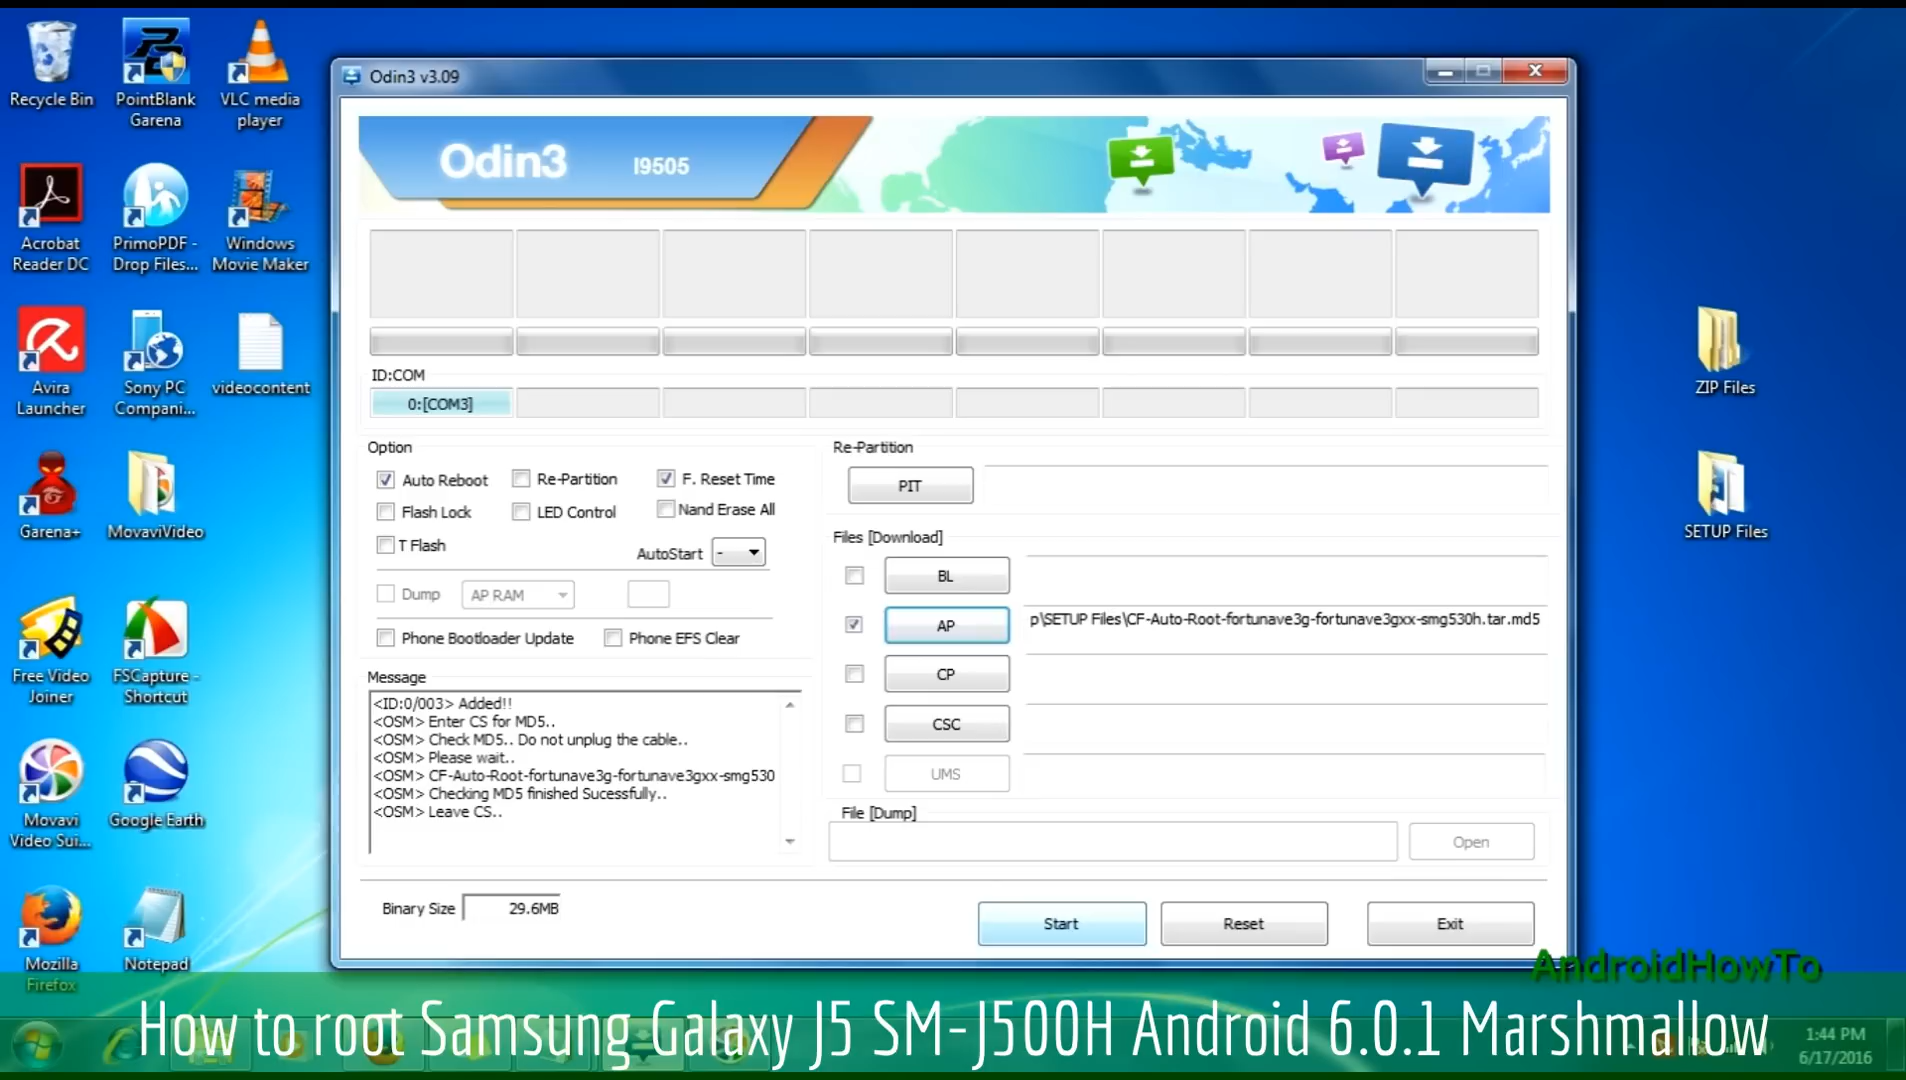 Recycle Bin
PointBlank Garena
VLC media player
Acrobat Reader DC
PrimoPDF - Drop Files...
Windows Movie Maker
Avira Launcher
Sony PC Compani...
videocontent
Garena+
MovaviVideo
Free Video Joiner
FSCapture - Shortcut
Movavi Video Sui...
Google Earth
Mozilla Firefox
Notepad
ZIP Files
SETUP Files
Odin3 v3.09
Odin3 I9505
ID:COM
0:[COM3]
Option
Auto Reboot
Re-Partition
F. Reset Time
Flash Lock
LED Control
Nand Erase All
T Flash
AutoStart -
Dump
AP RAM
Phone Bootloader Update
Phone EFS Clear
Message
<ID:0/003> Added!!
<OSM> Enter CS for MD5..
<OSM> Check MD5.. Do not unplug the cable..
<OSM> Please wait..
<OSM> CF-Auto-Root-fortunave3g-fortunave3gxx-smg530
<OSM> Checking MD5 finished Sucessfully..
<OSM> Leave CS..
Re-Partition
PIT
Files [Download]
BL
AP
p\SETUP Files\CF-Auto-Root-fortunave3g-fortunave3gxx-smg530h.tar.md5
CP
CSC
UMS
File [Dump]
Open
Binary Size
29.6MB
Start
Reset
Exit
AndroidHowTo
How to root Samsung Galaxy J5 SM-J500H Android 6.0.1 Marshmallow
1:44 PM
6/17/2016